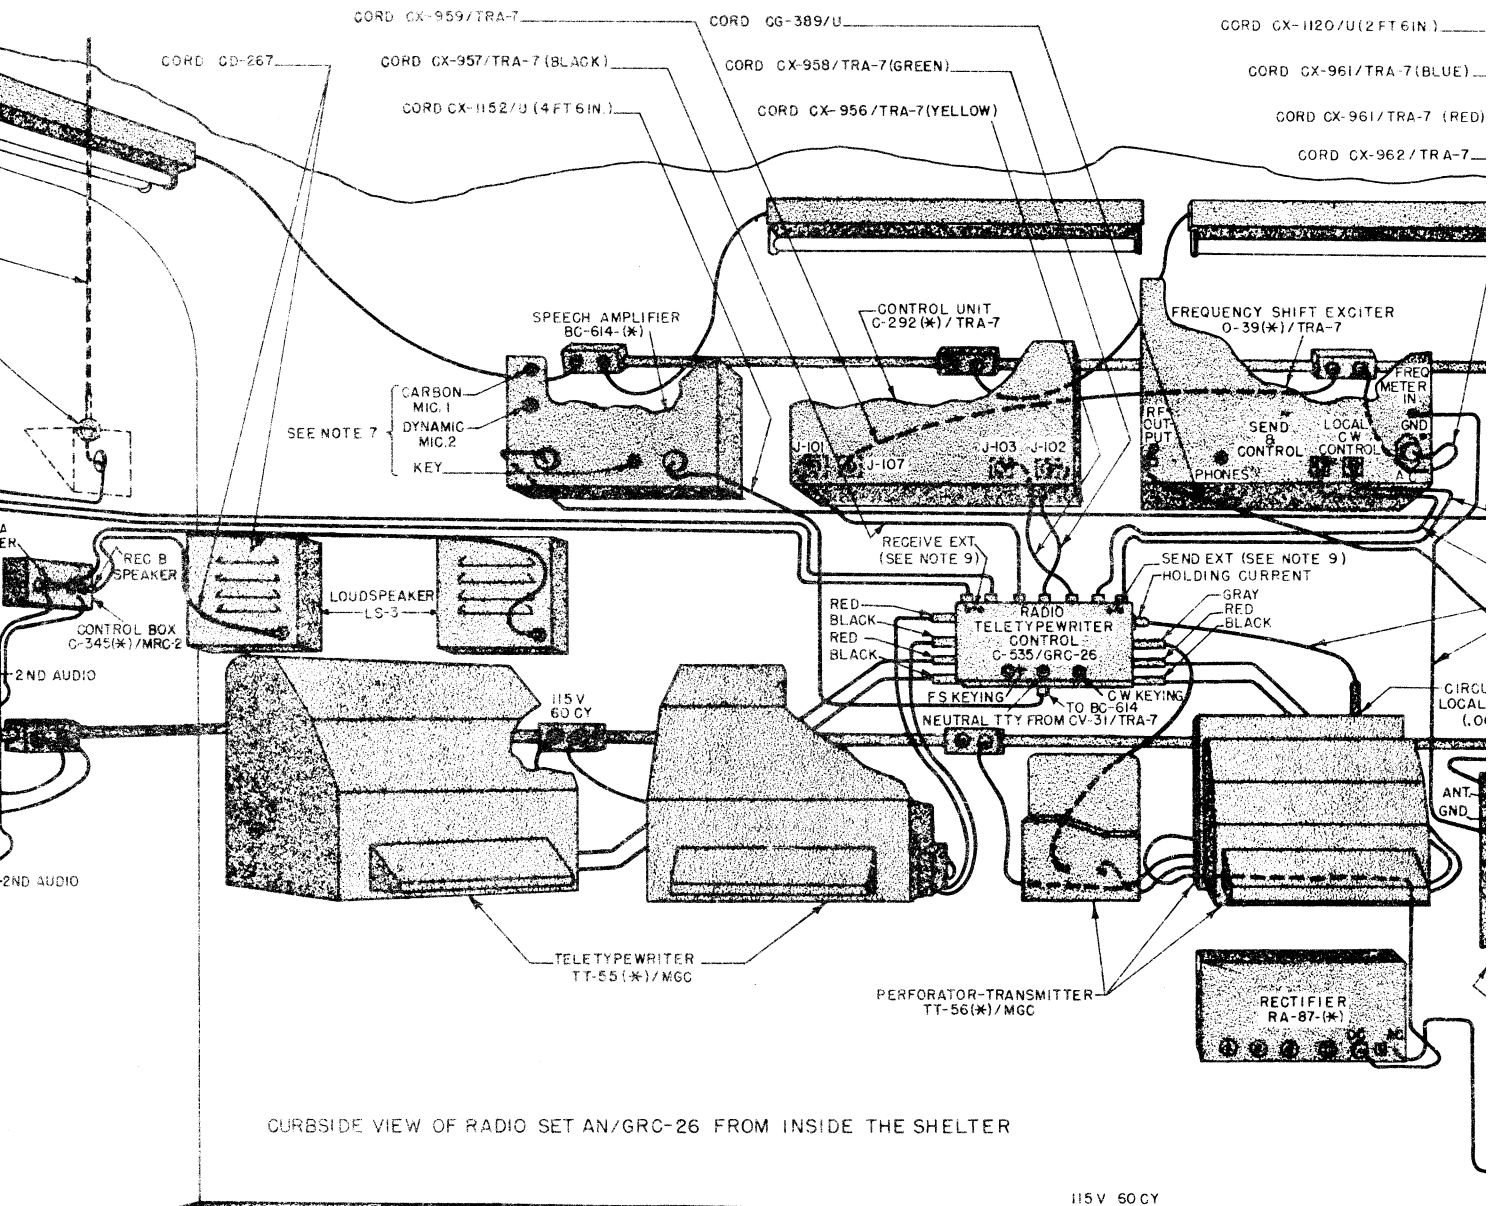 CORD CX-959/TRA-7
CORD CG-389/U
CORD CX-1120/U (2 FT 6 IN.)
CORD CD-267
CORD CX-957/TRA-7 (BLACK)
CORD CX-958/TRA-7 (GREEN)
CORD CX-961/TRA-7 (BLUE)
CORD CX-1152/U (4 FT 6 IN.)
CORD CX-956/TRA-7 (YELLOW)
CORD CX-961/TRA-7 (RED)
CORD CX-962/TRA-7
SPEECH AMPLIFIER
BC-614-(*)
CONTROL UNIT
C-292(*)/TRA-7
FREQUENCY SHIFT EXCITER
O-39(*)/TRA-7
SEE NOTE 7
CARBON
MIC. 1
DYNAMIC
MIC. 2
KEY
J-101
J-107
J-103
J-102
RF
OUT-
PUT
PHONES
SEND
&
CONTROL
LOCAL
CW
CONTROL
FREQ
METER
IN
GND
AC
REC B
SPEAKER
CONTROL BOX
C-345(*)/MRC-2
LOUDSPEAKER
LS-3
RECEIVE EXT
(SEE NOTE 9)
SEND EXT (SEE NOTE 9)
HOLDING CURRENT
GRAY
RED
BLACK
RED
BLACK
RED
BLACK
RADIO
TELETYPEWRITER
CONTROL
C-535/GRC-26
FS KEYING
CW KEYING
TO BC-614
NEUTRAL TTY FROM CV-31/TRA-7
2ND AUDIO
115 V
60 CY
CIRCU
LOCAL
ANT
GND
2ND AUDIO
TELETYPEWRITER
TT-55(*)/MGC
PERFORATOR-TRANSMITTER
TT-56(*)/MGC
RECTIFIER
RA-87-(*)
DC
AC
CURBSIDE VIEW OF RADIO SET AN/GRC-26 FROM INSIDE THE SHELTER
115 V 60 CY